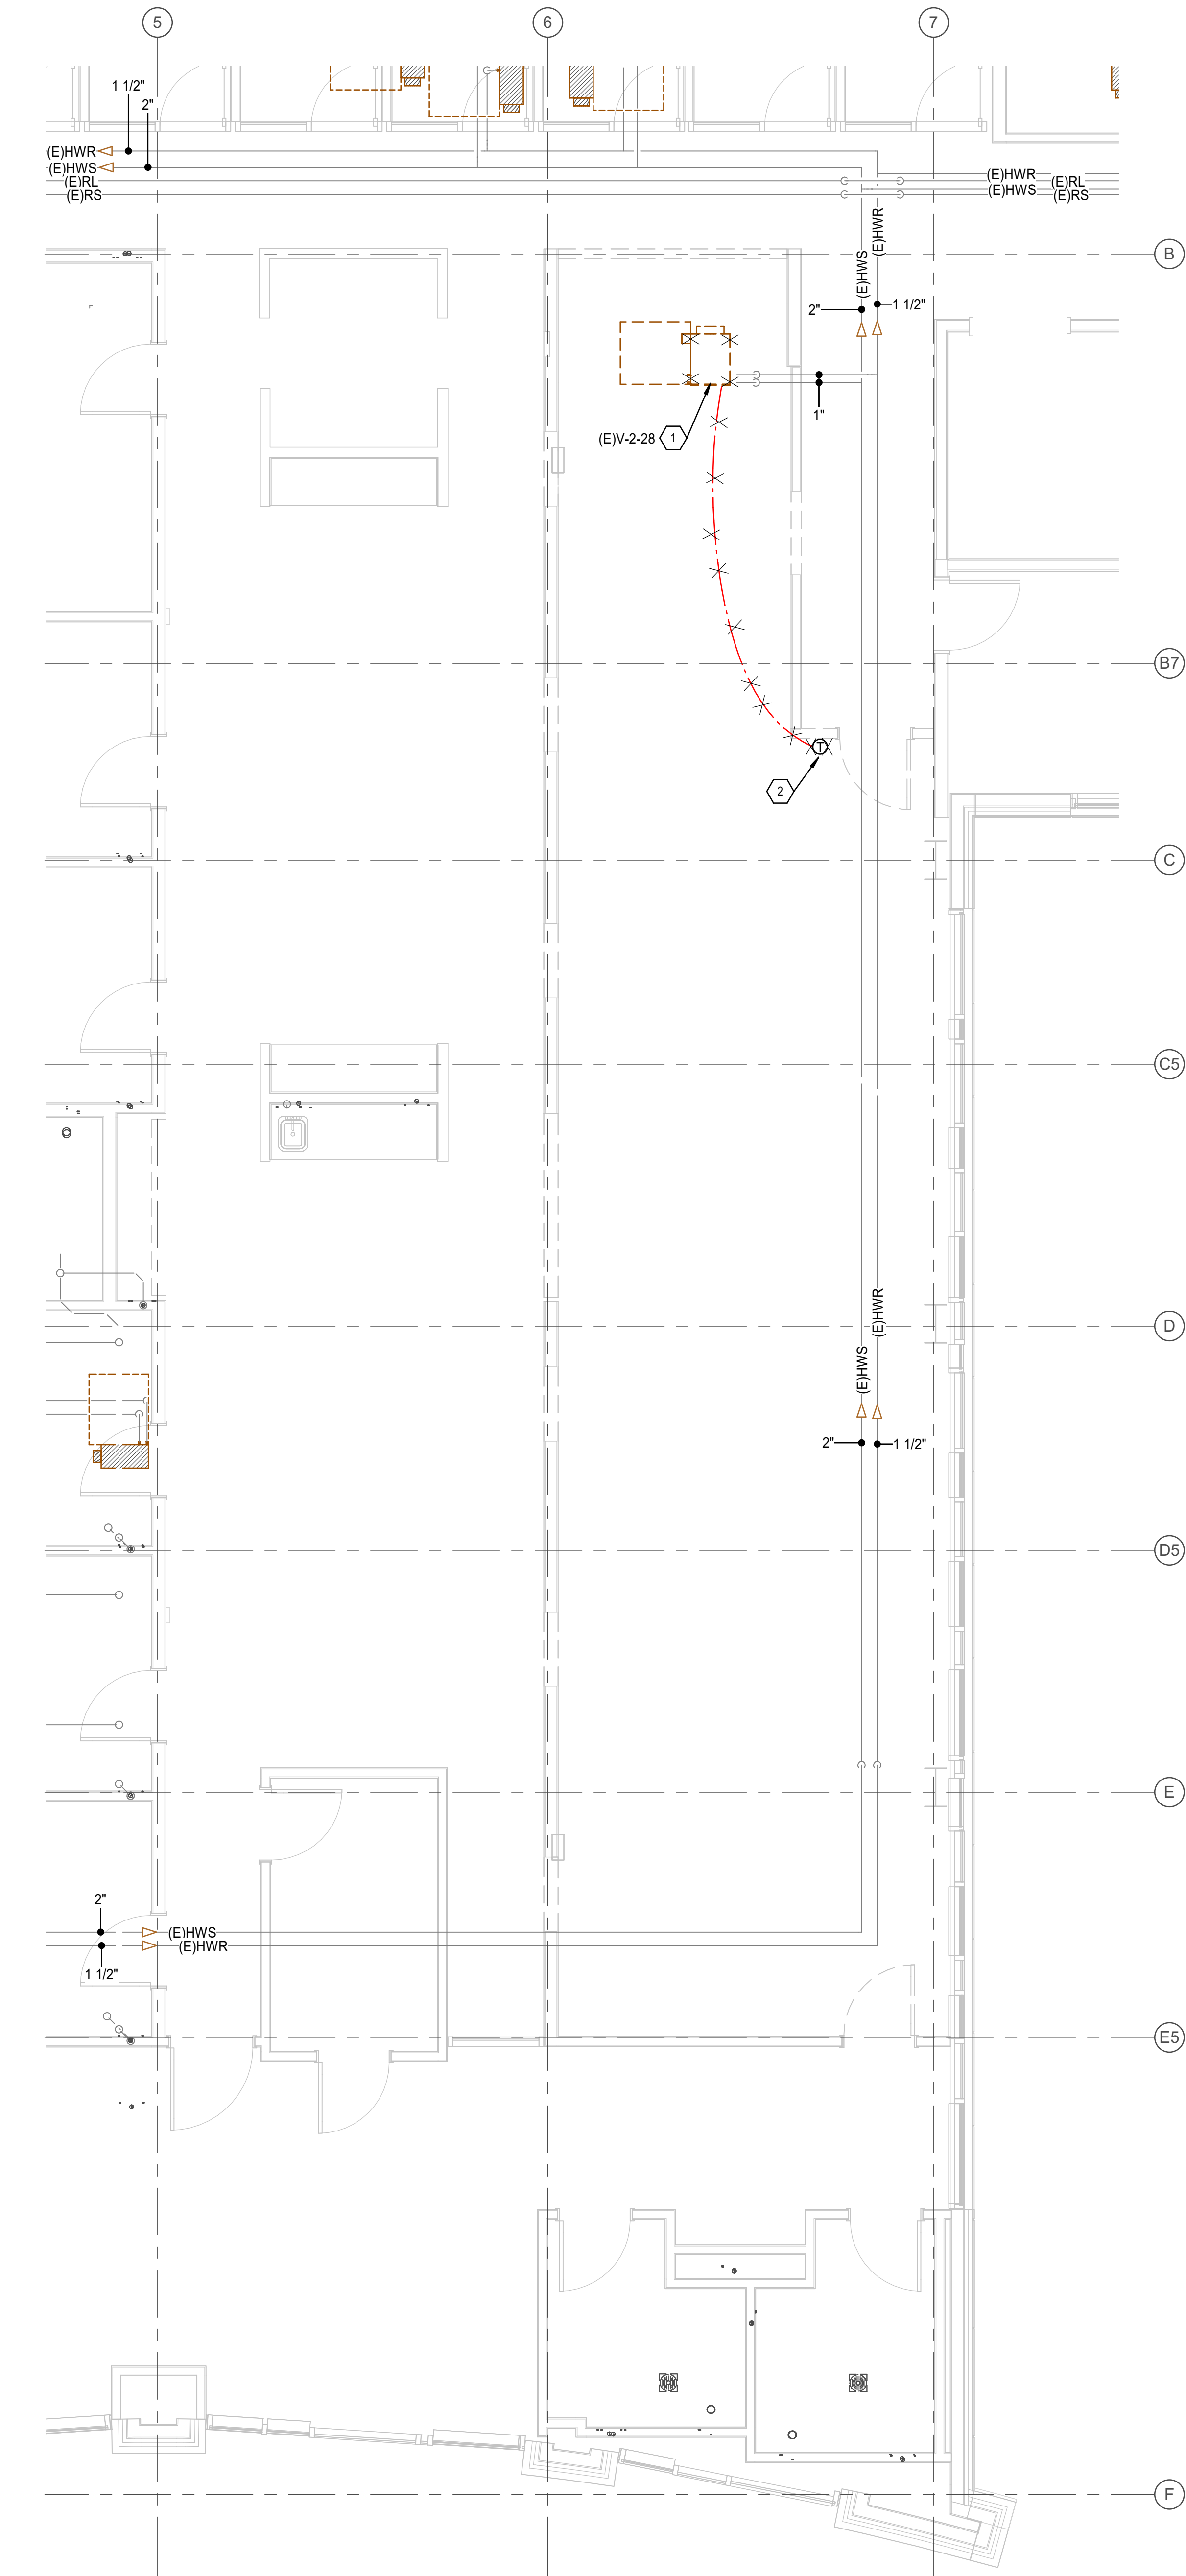 5
6
7
1 1/2"
2"
(E)HWR
(E)HWS
(E)RL
(E)RS
(E)HWR
(E)RL
(E)HWS
(E)RS
(E)HWR
(E)HWS
B
2"
1 1/2"
1"
(E)V-2-28
1
B7
T
2
C
C5
(E)HWR
D
(E)HWS
2"
1 1/2"
D5
E
2"
(E)HWS
(E)HWR
1 1/2"
E5
F